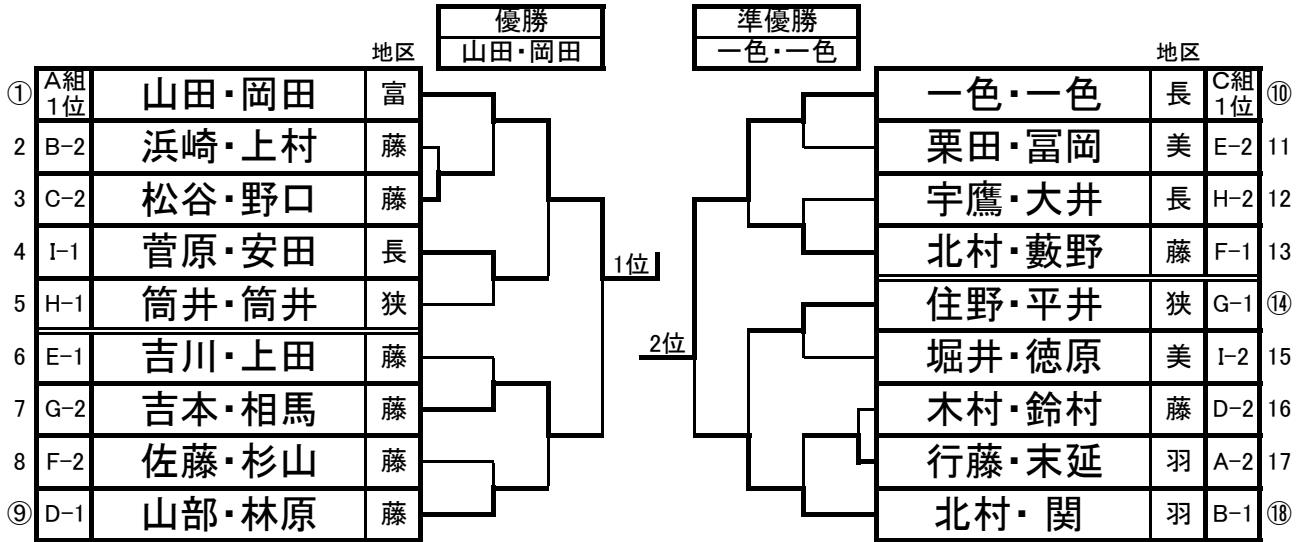 優勝
山田・岡田
準優勝
一色・一色
地区
① A組1位 山田・岡田 富
2 B-2 浜崎・上村 藤
3 C-2 松谷・野口 藤
4 I-1 菅原・安田 長
5 H-1 筒井・筒井 狭
6 E-1 吉川・上田 藤
7 G-2 吉本・相馬 藤
8 F-2 佐藤・杉山 藤
⑨ D-1 山部・林原 藤
1位
2位
地区
一色・一色 長 C組1位 ⑩
栗田・冨岡 美 E-2 11
宇鷹・大井 長 H-2 12
北村・藪野 藤 F-1 13
住野・平井 狭 G-1 ⑭
堀井・徳原 美 I-2 15
木村・鈴村 藤 D-2 16
行藤・末延 羽 A-2 17
北村・関 羽 B-1 ⑱